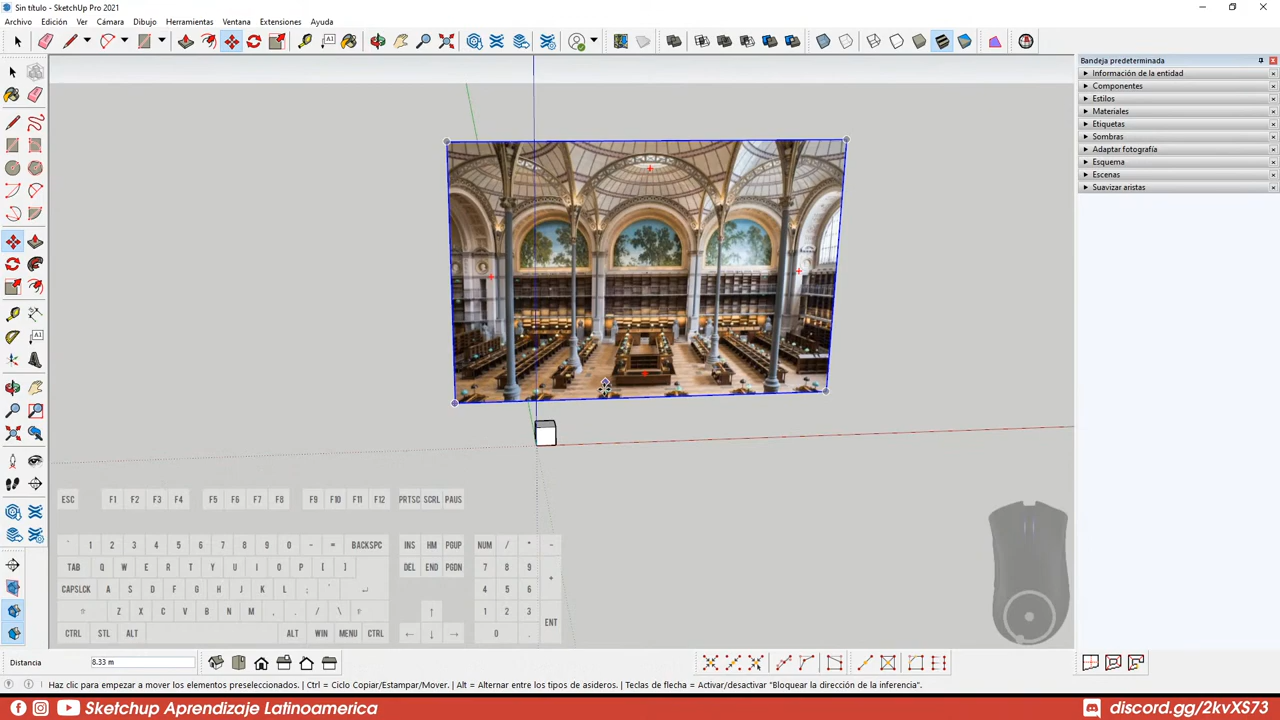 Sin título - SketchUp Pro 2021
Archivo Edición Ver Cámara Dibujo Herramientas Ventana Extensiones Ayuda
Bandeja predeterminada
Información de la entidad
Componentes
Estilos
Materiales
Etiquetas
Sombras
Adaptar fotografía
Esquema
Escenas
Suavizar aristas
ESC F1 F2 F3 F4 F5 F6 F7 F8 F9 F10 F11 F12 PRTSC SCRL PAUS
` 1 2 3 4 5 6 7 8 9 0 - = BACKSPC INS HM PGUP NUM / * -
TAB Q W E R T Y U I O P [ ] DEL END PGDN 7 8 9 +
CAPSLCK A S D F G H J K L ; ' ↵ 4 5 6
⇧ Z X C V B N M , . / \ ⇧ ↑ 1 2 3 ENT
CTRL STL ALT ALT WIN MENU CTRL ← ↓ → 0 .
Distancia 8.33 m
Haz clic para empezar a mover los elementos preseleccionados. | Ctrl = Ciclo Copiar/Estampar/Mover. | Alt = Alternar entre los tipos de asideros. | Teclas de flecha = Activar/desactivar "Bloquear la dirección de la inferencia".
Sketchup Aprendizaje Latinoamerica discord.gg/2kvXS73